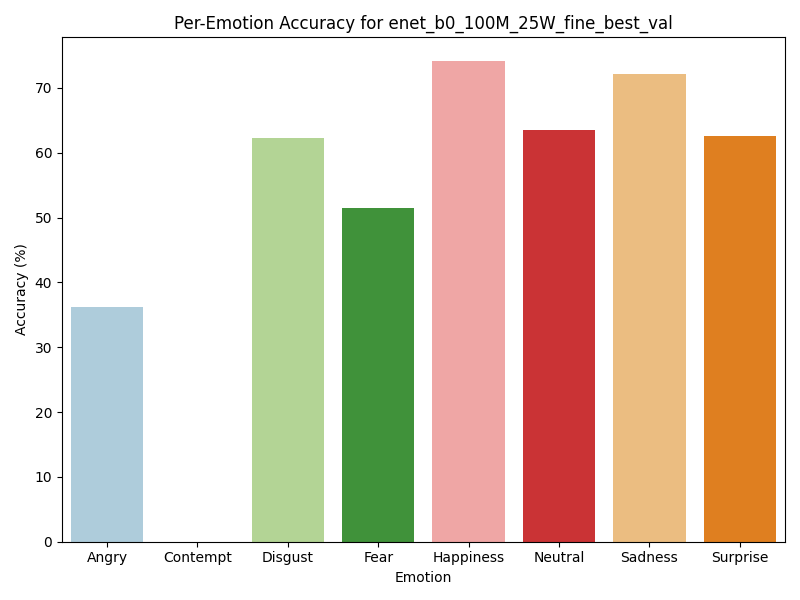 Per-Emotion Accuracy for enet_b0_100M_25W_fine_best_val
Accuracy (%)
70
60
50
40
30
20
10
0
Angry Contempt Disgust Fear Happiness Neutral Sadness Surprise
Emotion